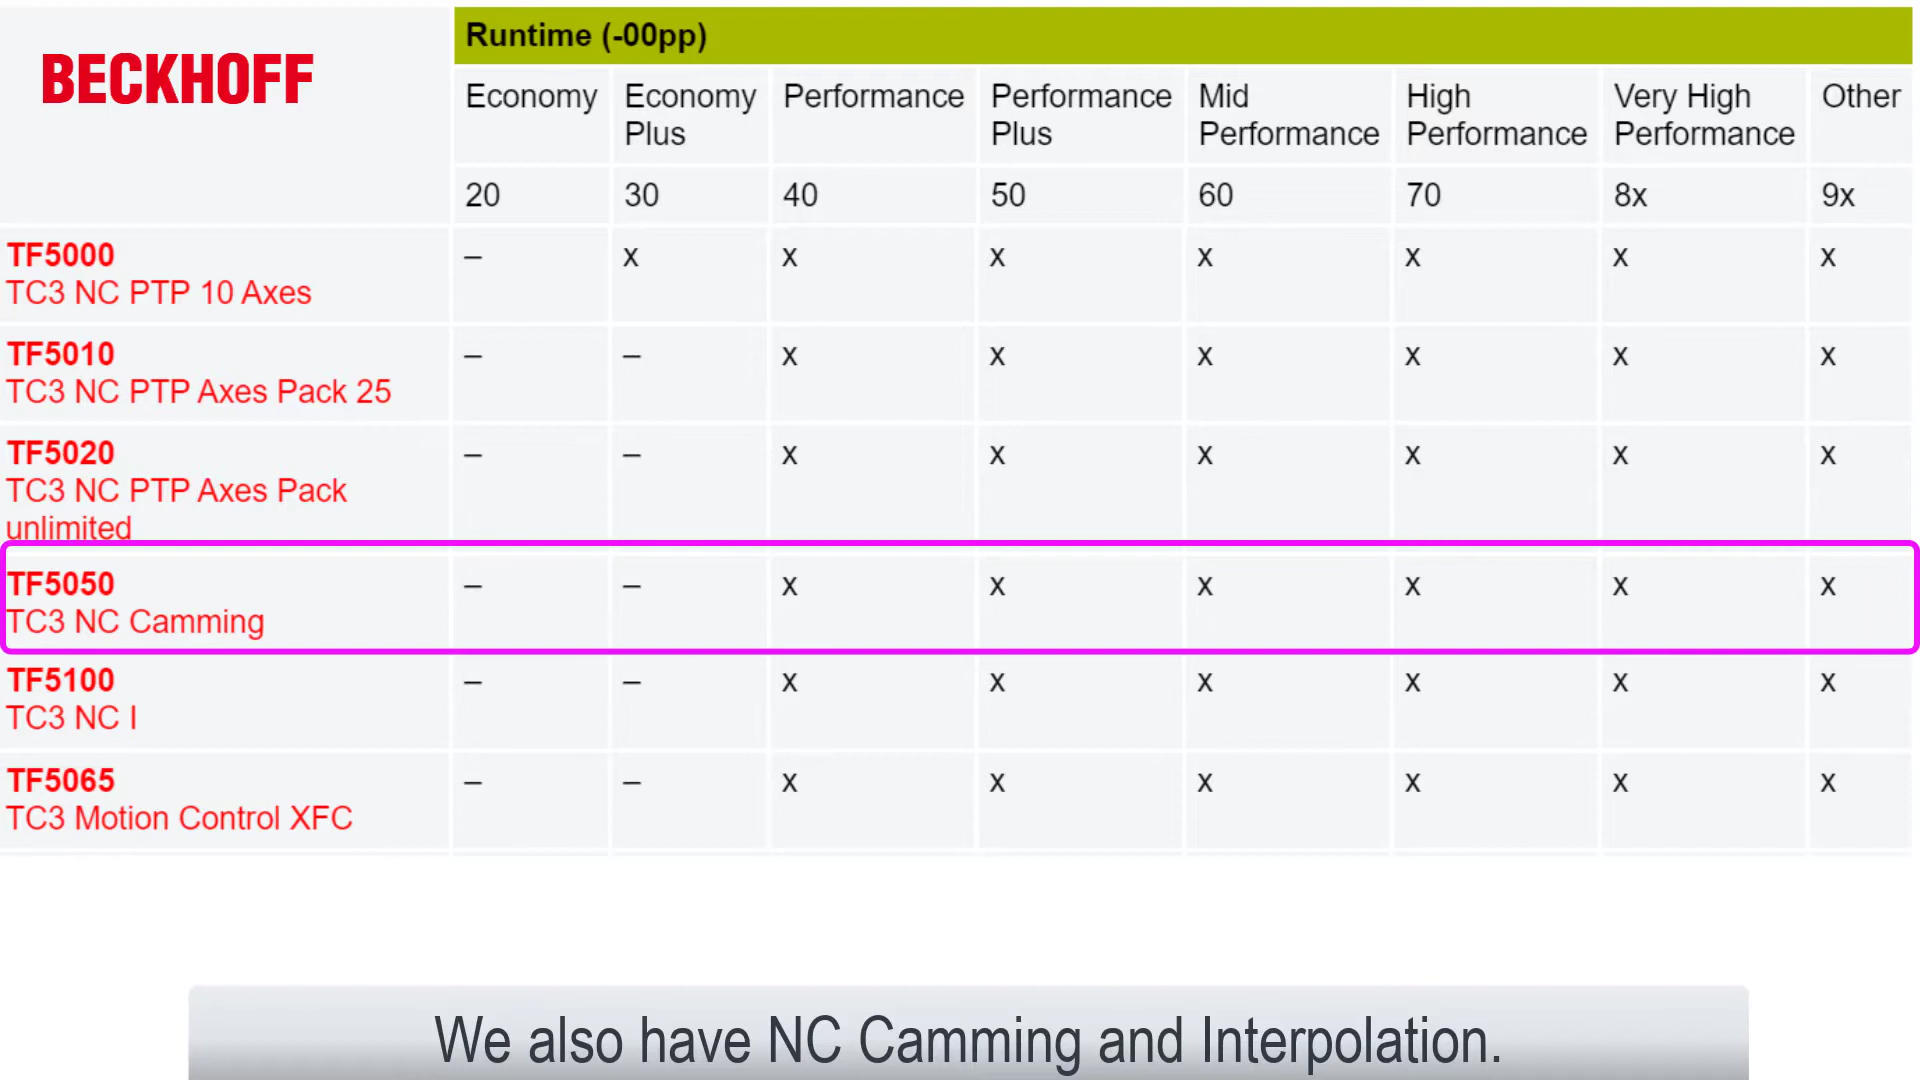 BECKHOFF
Runtime (-00pp)
Economy Economy Plus Performance Performance Plus Mid Performance High Performance Very High Performance Other
20 30 40 50 60 70 8x 9x
TF5000 – x x x x x x x
TC3 NC PTP 10 Axes
TF5010 – – x x x x x x
TC3 NC PTP Axes Pack 25
TF5020 – – x x x x x x
TC3 NC PTP Axes Pack
unlimited
TF5050 – – x x x x x x
TC3 NC Camming
TF5100 – – x x x x x x
TC3 NC I
TF5065 – – x x x x x x
TC3 Motion Control XFC
We also have NC Camming and Interpolation.